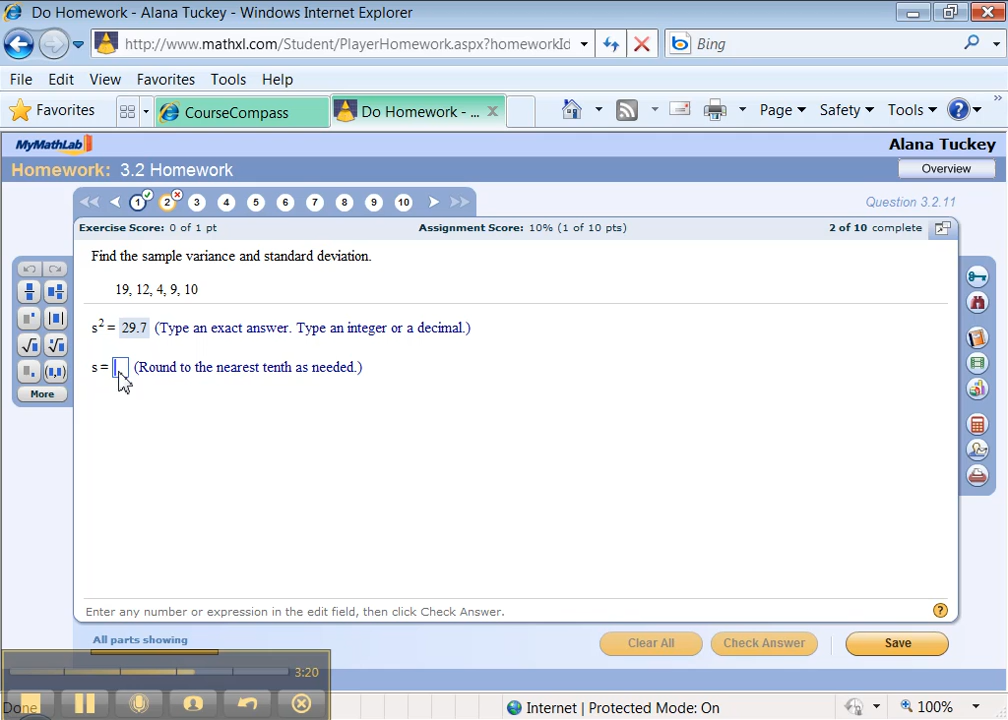 Do Homework - Alana Tuckey - Windows Internet Explorer
http://www.mathxl.com/Student/PlayerHomework.aspx?homeworkId
Bing
File Edit View Favorites Tools Help
Favorites
CourseCompass
Do Homework - ...
Page Safety Tools
MyMathLab
Alana Tuckey
Homework: 3.2 Homework
Overview
1 2 3 4 5 6 7 8 9 10
Question 3.2.11
Exercise Score: 0 of 1 pt
Assignment Score: 10% (1 of 10 pts)
2 of 10 complete
Find the sample variance and standard deviation.
19, 12, 4, 9, 10
s² = 29.7 (Type an exact answer. Type an integer or a decimal.)
s = (Round to the nearest tenth as needed.)
More
Enter any number or expression in the edit field, then click Check Answer.
All parts showing
Clear All
Check Answer
Save
3:20
Done
Internet | Protected Mode: On
100%